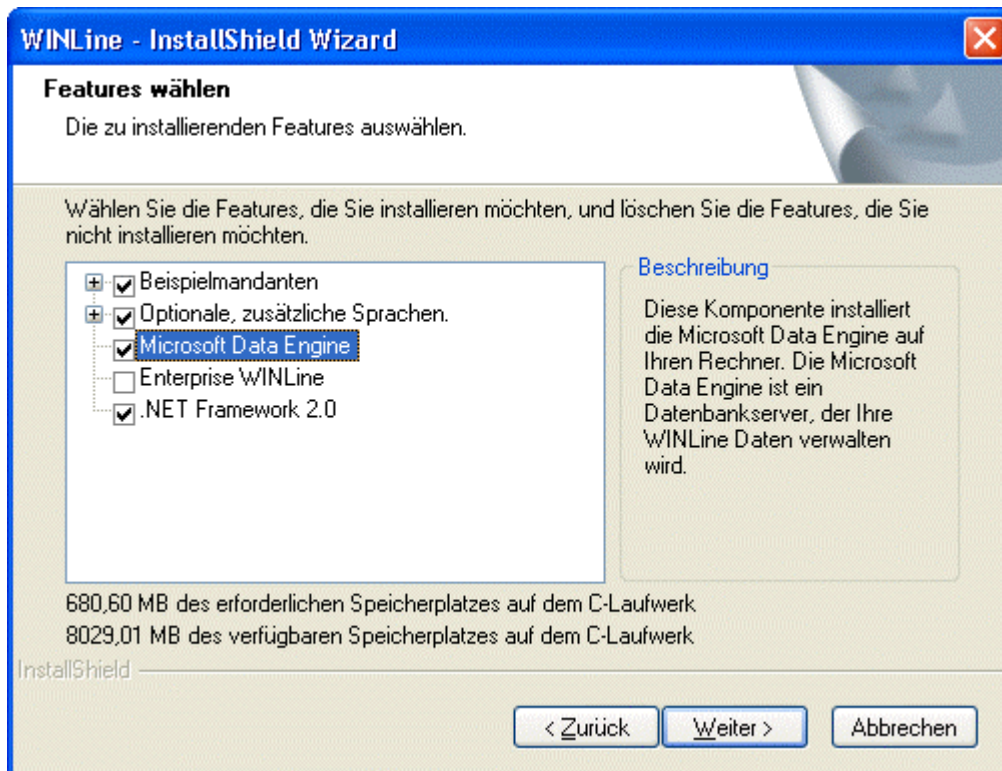 WINLine - InstallShield Wizard
Features wählen
Die zu installierenden Features auswählen.
Wählen Sie die Features, die Sie installieren möchten, und löschen Sie die Features, die Sie
nicht installieren möchten.
Beispielmandanten
Optionale, zusätzliche Sprachen.
Microsoft Data Engine
Enterprise WINLine
.NET Framework 2.0
Beschreibung
Diese Komponente installiert
die Microsoft Data Engine auf
Ihren Rechner. Die Microsoft
Data Engine ist ein
Datenbankserver, der Ihre
WINLine Daten verwalten
wird.
680,60 MB des erforderlichen Speicherplatzes auf dem C-Laufwerk
8029,01 MB des verfügbaren Speicherplatzes auf dem C-Laufwerk
InstallShield
< Zurück
Weiter >
Abbrechen